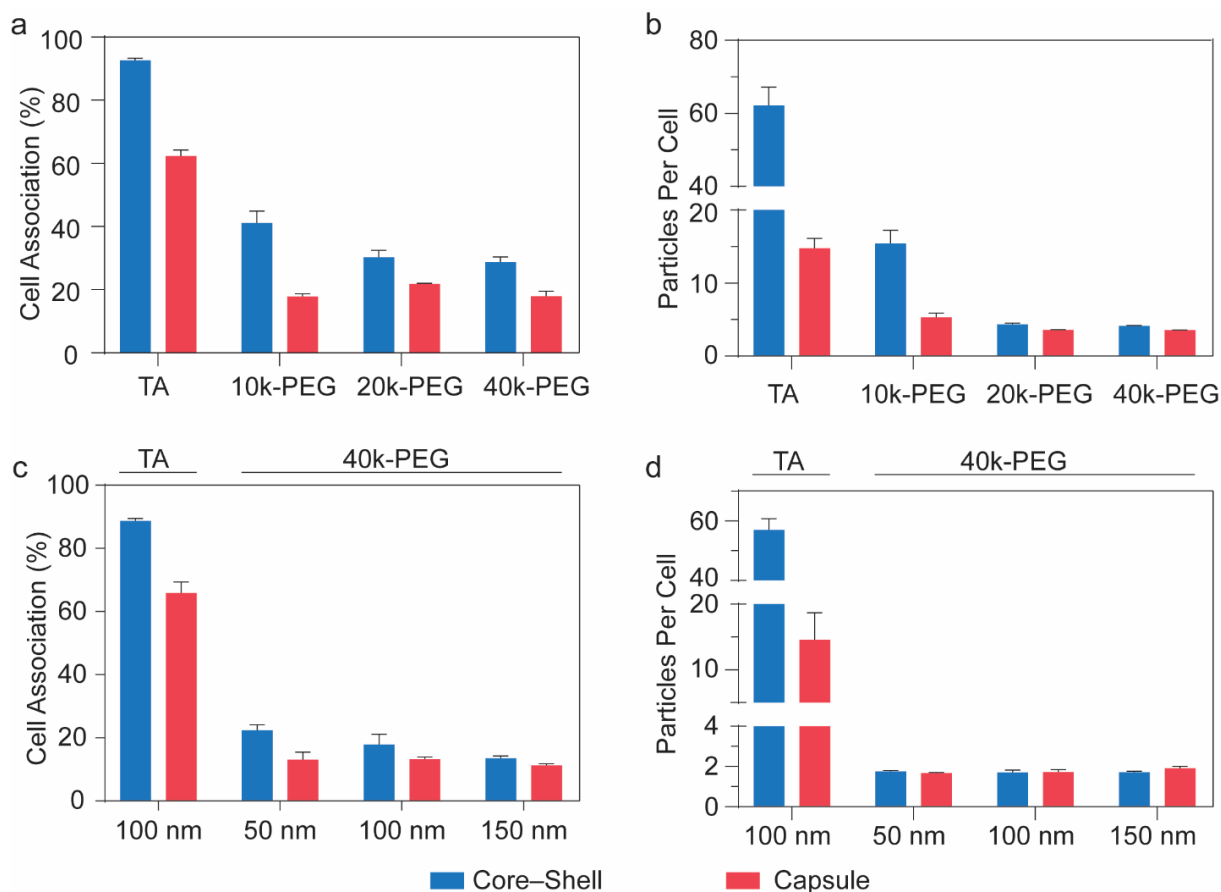 a
Cell Association (%)
100
80
60
40
20
0
TA 10k-PEG 20k-PEG 40k-PEG
b
Particles Per Cell
80
60
40
20
10
0
TA 10k-PEG 20k-PEG 40k-PEG
c
TA 40k-PEG
Cell Association (%)
100
80
60
40
20
0
100 nm 50 nm 100 nm 150 nm
d
TA 40k-PEG
Particles Per Cell
60
40
20
10
4
2
0
100 nm 50 nm 100 nm 150 nm
Core–Shell Capsule